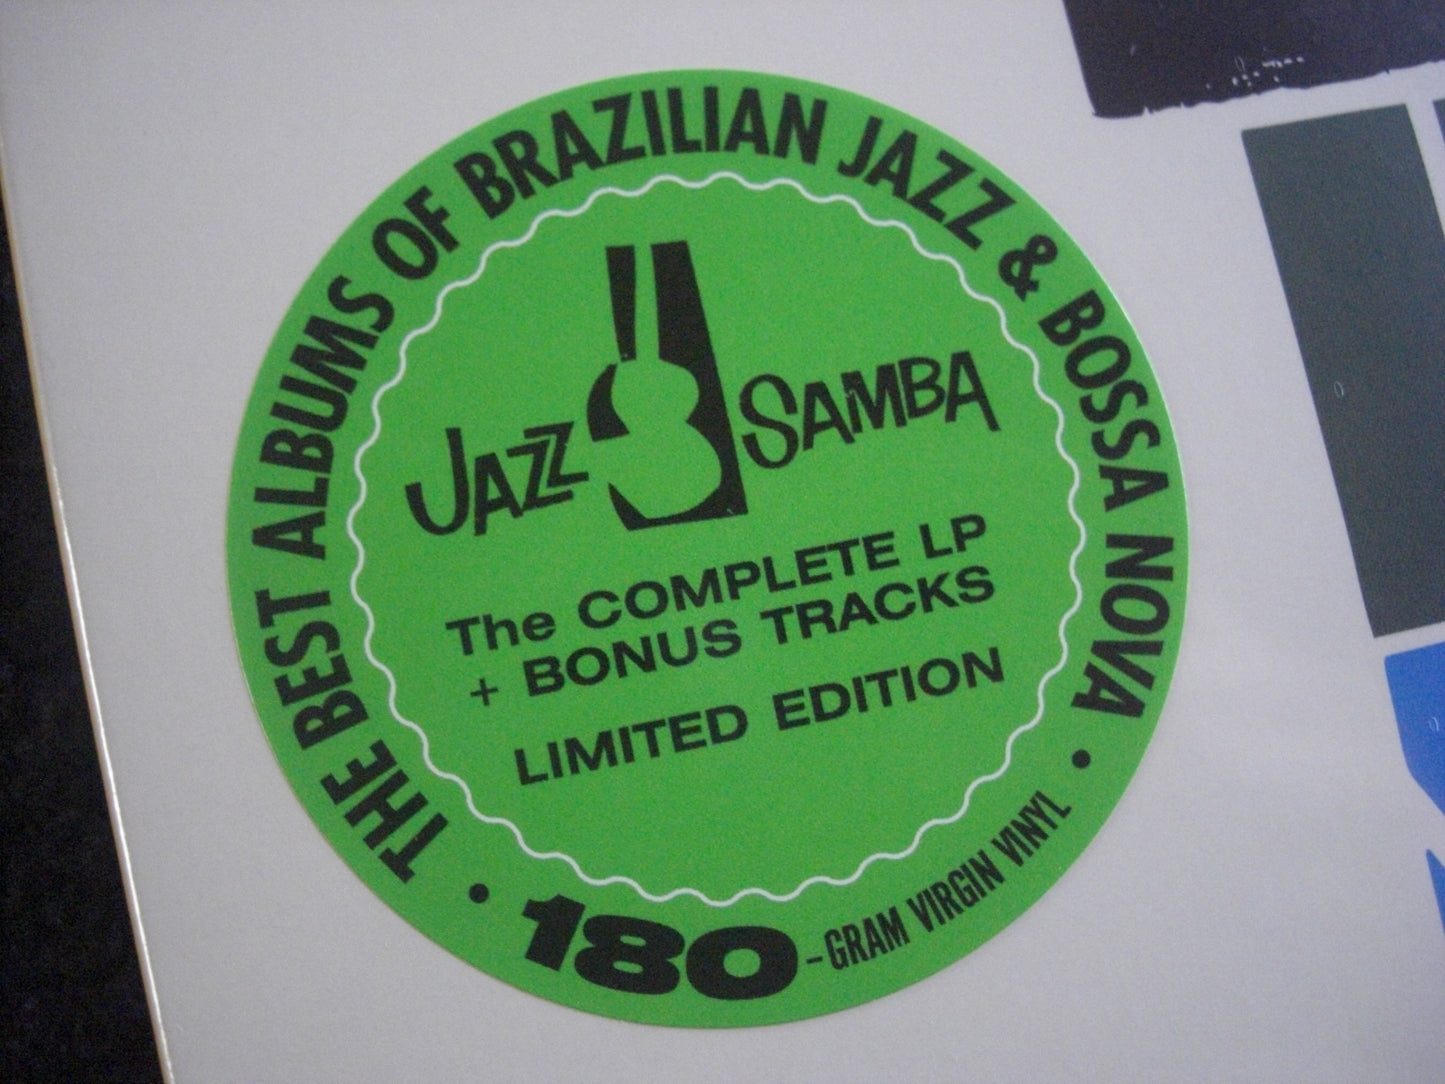 THE BEST ALBUMS OF BRAZILIAN JAZZ & BOSSA NOVA
JAZZ SAMBA
The COMPLETE LP
+ BONUS TRACKS
LIMITED EDITION
• 180-GRAM VIRGIN VINYL •